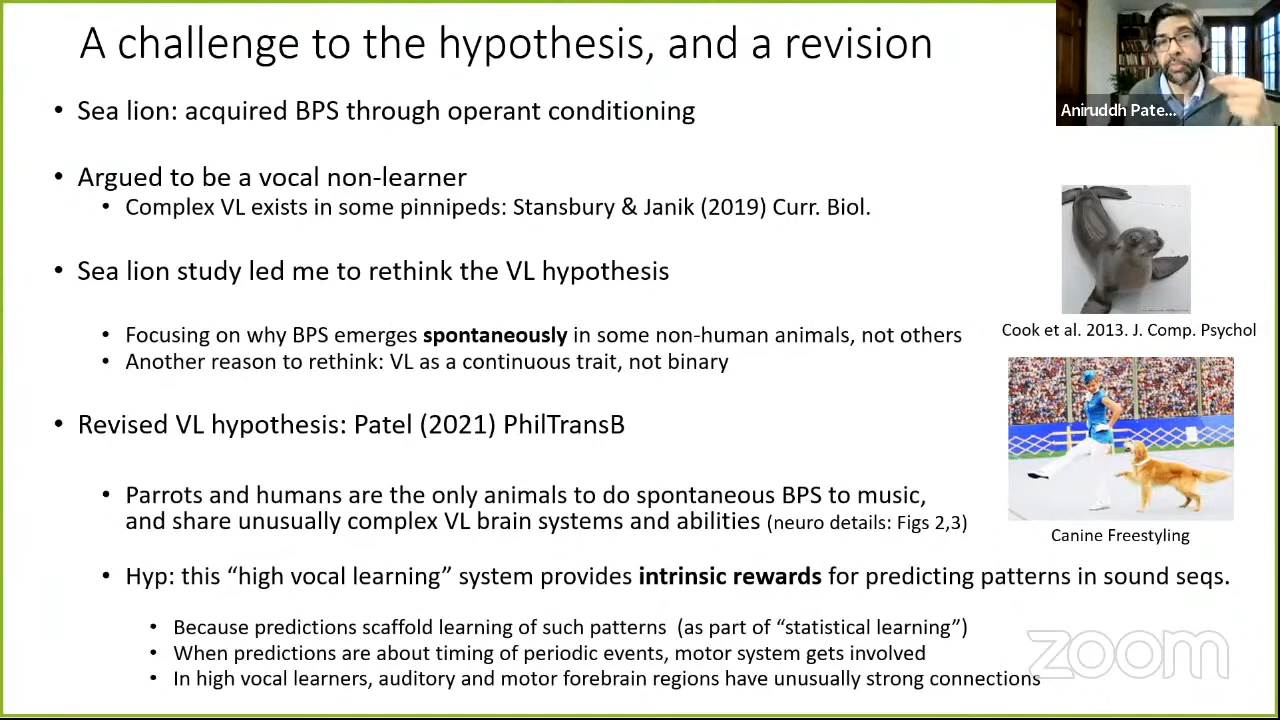 A challenge to the hypothesis, and a revision
Aniruddh Pate...
• Sea lion: acquired BPS through operant conditioning
• Argued to be a vocal non-learner
• Complex VL exists in some pinnipeds: Stansbury & Janik (2019) Curr. Biol.
• Sea lion study led me to rethink the VL hypothesis
• Focusing on why BPS emerges spontaneously in some non-human animals, not others
• Another reason to rethink: VL as a continuous trait, not binary
Cook et al. 2013. J. Comp. Psychol
• Revised VL hypothesis: Patel (2021) PhilTransB
• Parrots and humans are the only animals to do spontaneous BPS to music,
and share unusually complex VL brain systems and abilities (neuro details: Figs 2,3)
Canine Freestyling
• Hyp: this “high vocal learning” system provides intrinsic rewards for predicting patterns in sound seqs.
• Because predictions scaffold learning of such patterns (as part of “statistical learning”)
• When predictions are about timing of periodic events, motor system gets involved
• In high vocal learners, auditory and motor forebrain regions have unusually strong connections
zoom